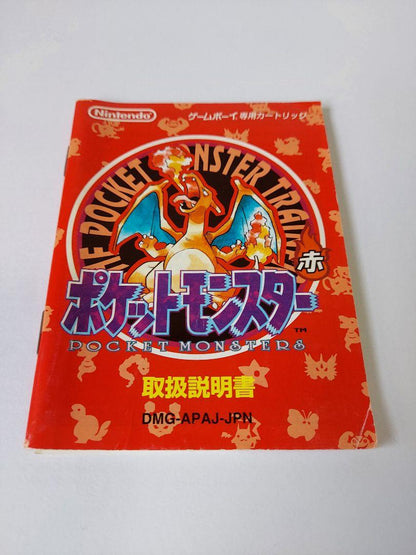 Nintendo
ゲームボーイ専用カートリッジ
THE POCKET MONSTER TRAINER
赤
ポケットモンスター
TM
POCKET MONSTERS
取扱説明書
DMG-APAJ-JPN